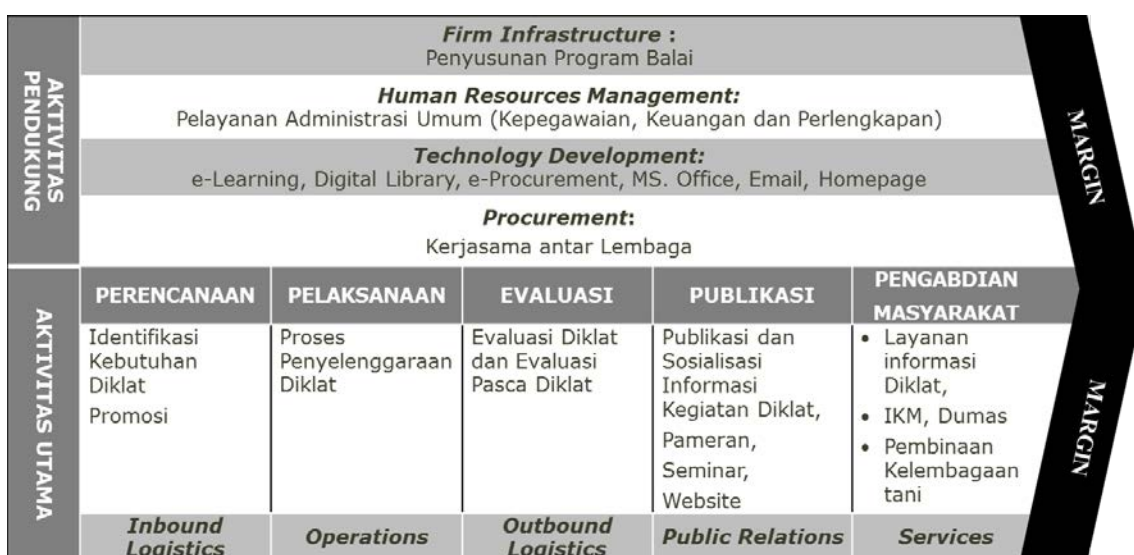 AKTIVITAS
PENDUKUNG
Firm Infrastructure :
Penyusunan Program Balai
Human Resources Management:
Pelayanan Administrasi Umum (Kepegawaian, Keuangan dan Perlengkapan)
Technology Development:
e-Learning, Digital Library, e-Procurement, MS. Office, Email, Homepage
Procurement:
Kerjasama antar Lembaga
MARGIN
AKTIVITAS UTAMA
PERENCANAAN
Identifikasi
Kebutuhan
Diklat
Promosi
Inbound
Logistics
PELAKSANAAN
Proses
Penyelenggaraan
Diklat
Operations
EVALUASI
Evaluasi Diklat
dan Evaluasi
Pasca Diklat
Outbound
Logistics
PUBLIKASI
Publikasi dan
Sosialisasi
Informasi
Kegiatan Diklat,
Pameran,
Seminar,
Website
Public Relations
PENGABDIAN
MASYARAKAT
• Layanan
informasi
Diklat,
• IKM, Dumas
• Pembinaan
Kelembagaan
tani
Services
MARGIN